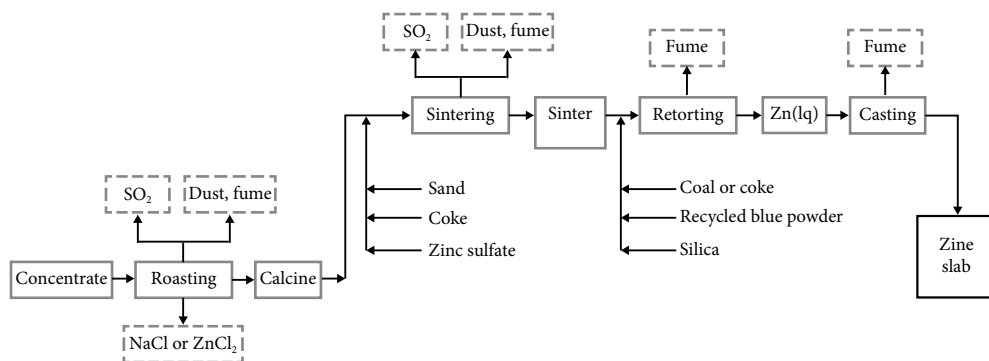 SO₂
Dust, fume
Fume
Fume
Sintering
Sinter
Retorting
Zn(lq)
Casting
Sand
Coke
Zinc sulfate
Coal or coke
Recycled blue powder
Silica
SO₂
Dust, fume
Concentrate
Roasting
Calcine
NaCl or ZnCl₂
Zine
slab